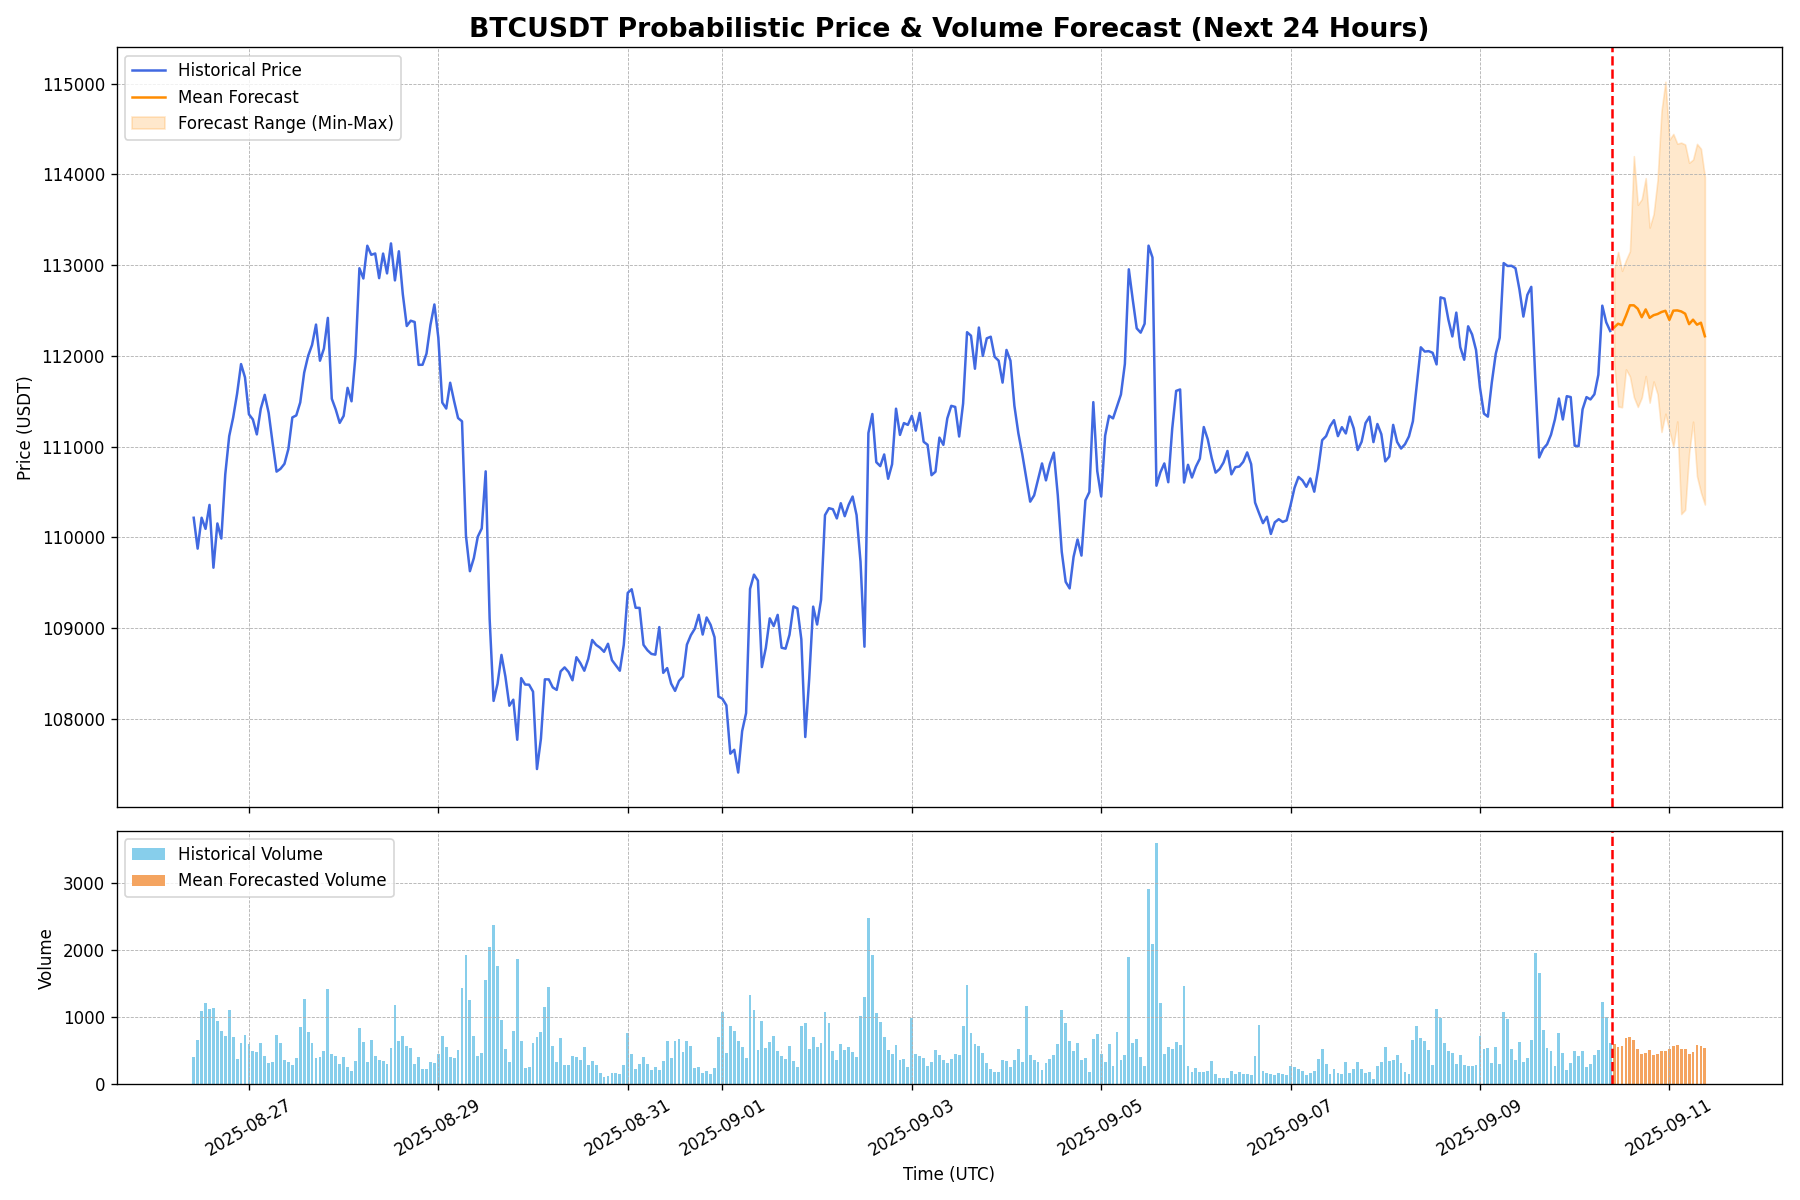 BTCUSDT Probabilistic Price & Volume Forecast (Next 24 Hours)
Historical Price
Mean Forecast
Forecast Range (Min-Max)
115000
114000
113000
112000
111000
110000
109000
108000
Price (USDT)
Historical Volume
Mean Forecasted Volume
3000
2000
1000
0
Volume
2025-08-27
2025-08-29
2025-08-31
2025-09-01
2025-09-03
2025-09-05
2025-09-07
2025-09-09
2025-09-11
Time (UTC)